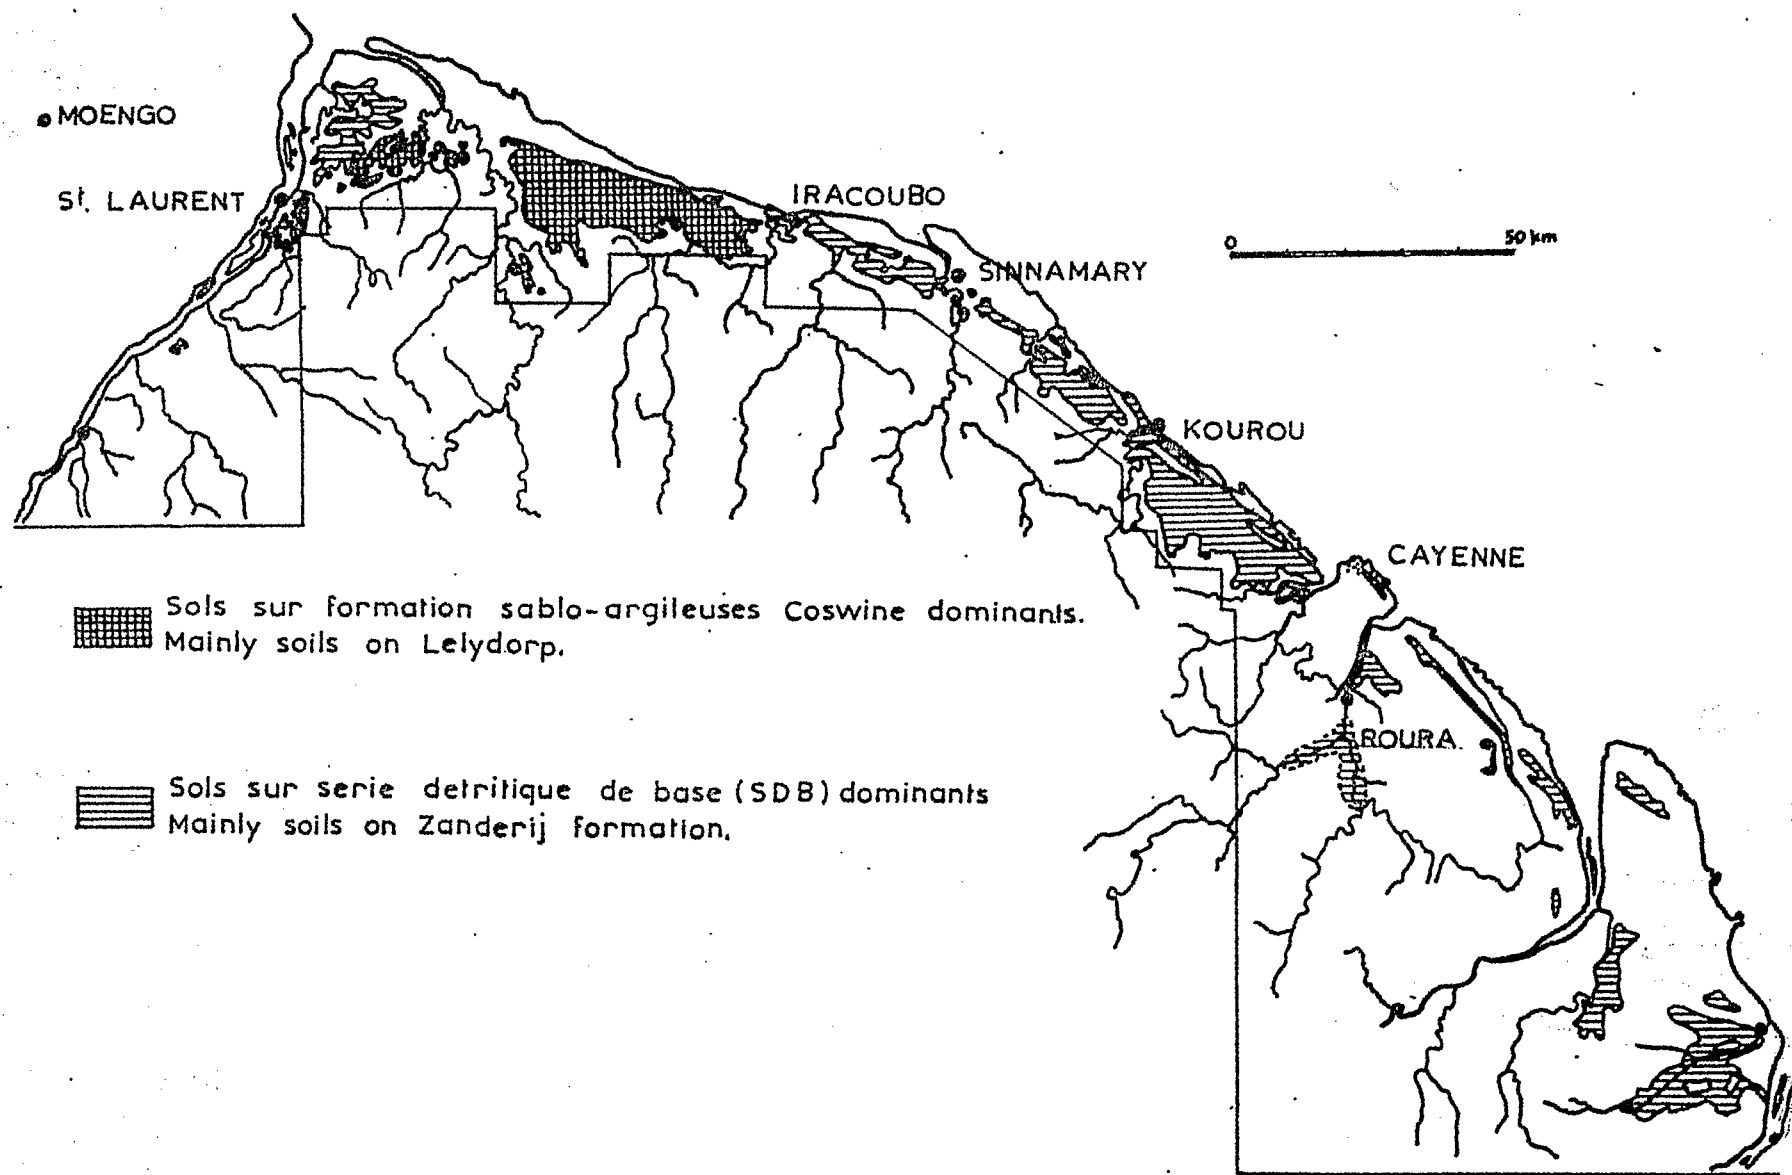 MOENGO
St. LAURENT
IRACOUBO
0 50 km
SINNAMARY
KOUROU
CAYENNE
Sols sur formation sablo-argileuses Coswine dominants.
Mainly soils on Lelydorp.
ROURA
Sols sur serie detritique de base (SDB) dominants
Mainly soils on Zanderij formation.